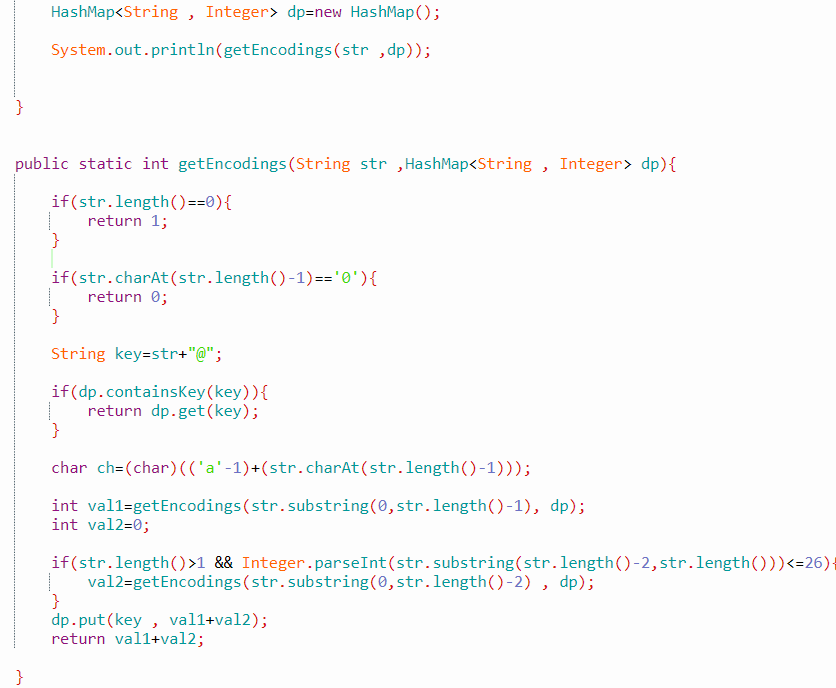 HashMap<String , Integer> dp=new HashMap();
System.out.println(getEncodings(str ,dp));
}
public static int getEncodings(String str ,HashMap<String , Integer> dp){
if(str.length()==0){
return 1;
}
if(str.charAt(str.length()-1)=='0'){
return 0;
}
String key=str+"@";
if(dp.containsKey(key)){
return dp.get(key);
}
char ch=(char)(('a'-1)+(str.charAt(str.length()-1)));
int val1=getEncodings(str.substring(0,str.length()-1), dp);
int val2=0;
if(str.length()>1 && Integer.parseInt(str.substring(str.length()-2,str.length()))<=26){
val2=getEncodings(str.substring(0,str.length()-2) , dp);
}
dp.put(key , val1+val2);
return val1+val2;
}